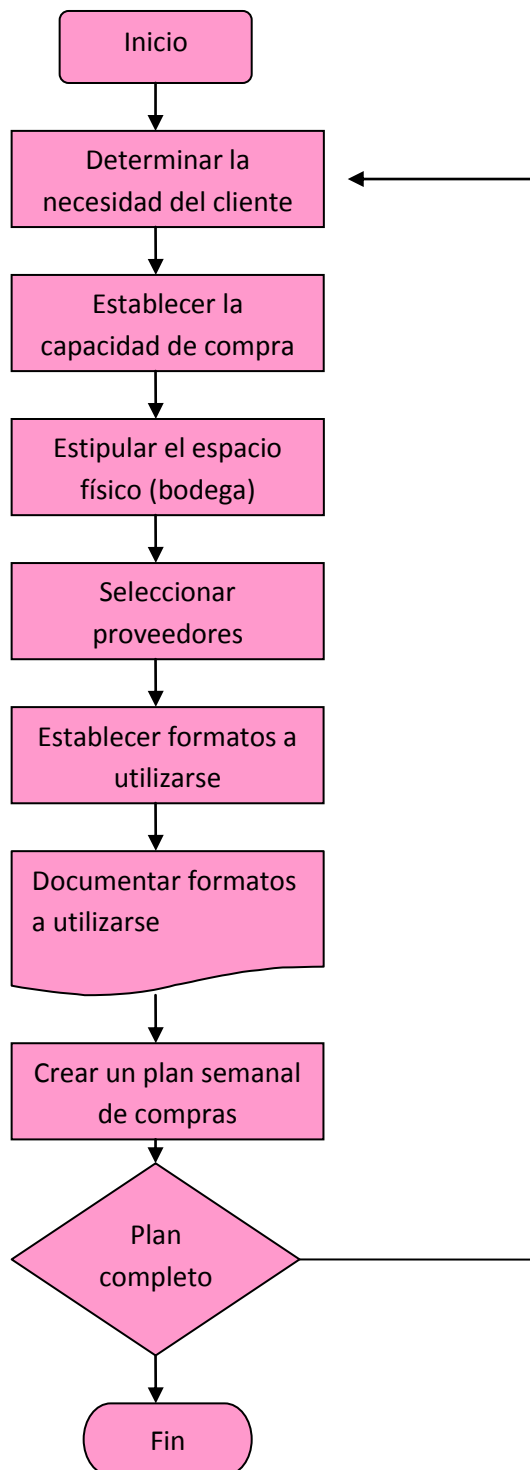 Inicio
Determinar la
necesidad del cliente
Establecer la
capacidad de compra
Estipular el espacio
físico (bodega)
Seleccionar
proveedores
Establecer formatos a
utilizarse
Documentar formatos
a utilizarse
Crear un plan semanal
de compras
Plan
completo
Fin